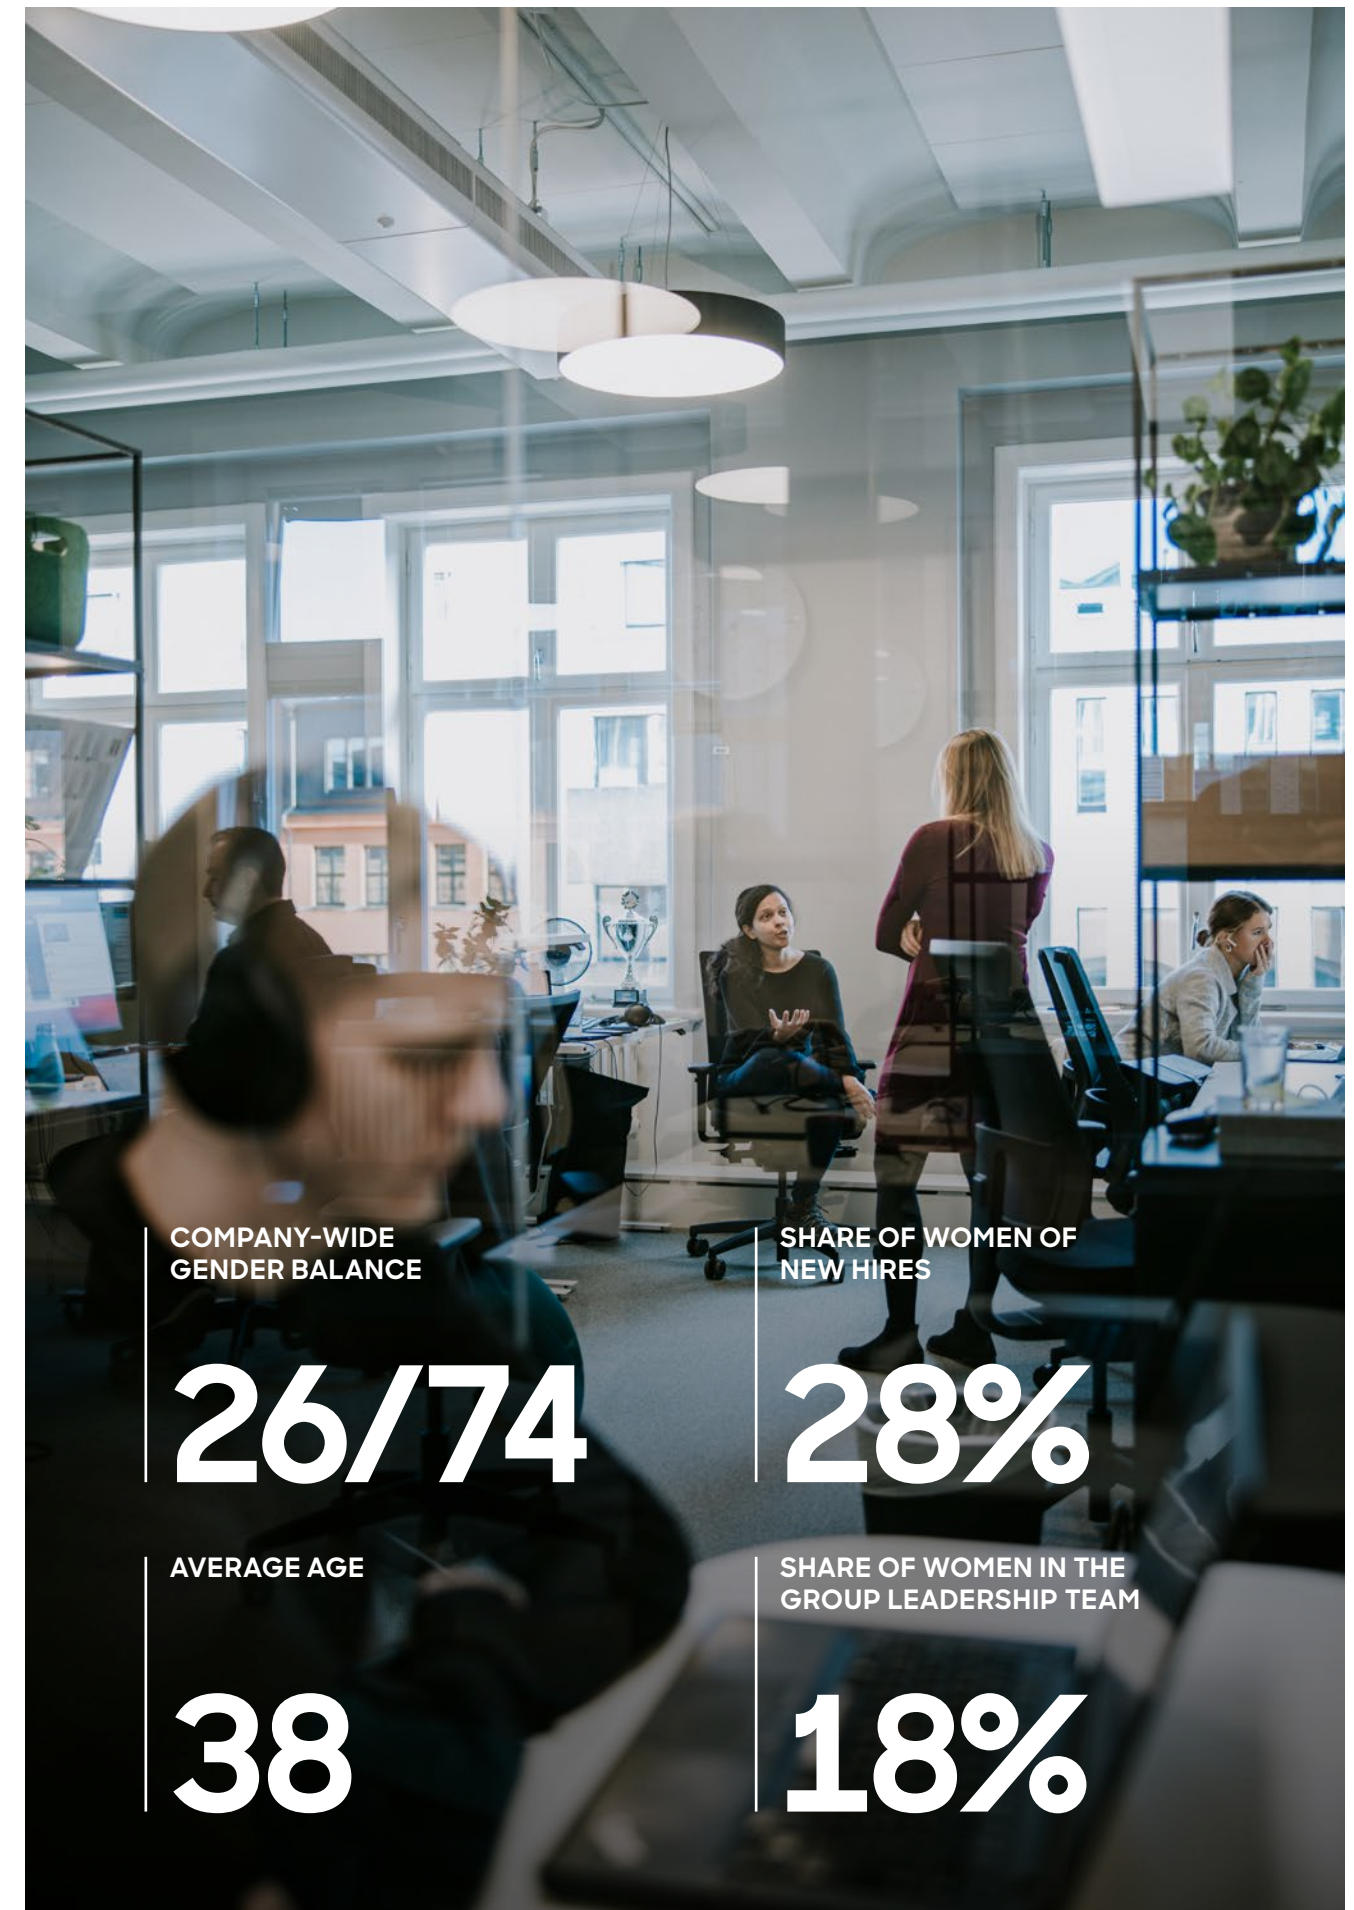 COMPANY-WIDE
GENDER BALANCE
26/74
SHARE OF WOMEN OF
NEW HIRES
28%
AVERAGE AGE
38
SHARE OF WOMEN IN THE
GROUP LEADERSHIP TEAM
18%